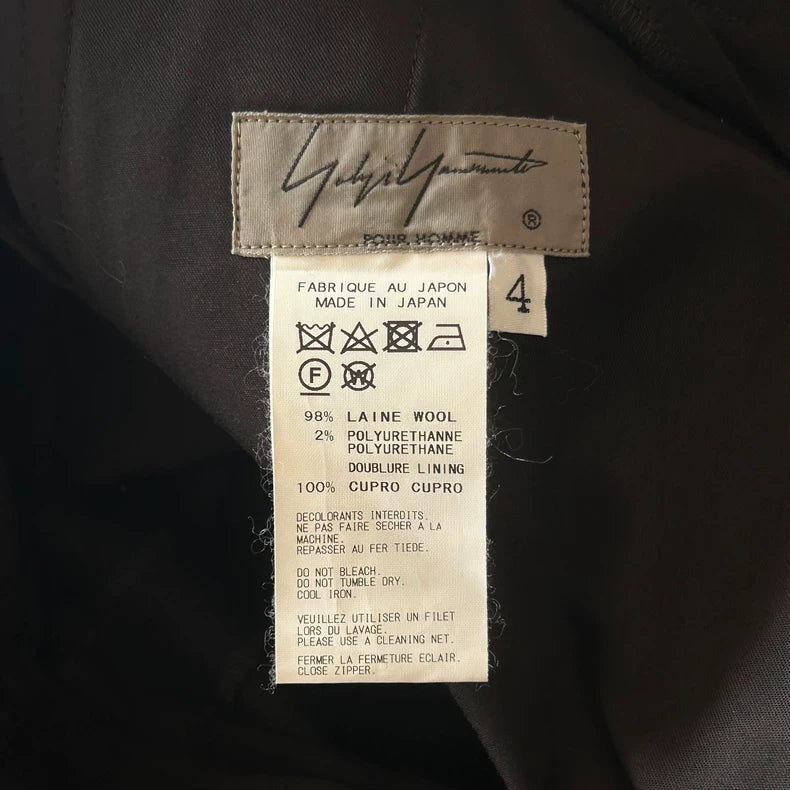 Yohji Yamamoto
®
POUR HOMME
4
FABRIQUE AU JAPON
MADE IN JAPAN
F
W
98% LAINE WOOL
2% POLYURETHANNE
POLYURETHANE
DOUBLURE LINING
100% CUPRO CUPRO
DECOLORANTS INTERDITS.
NE PAS FAIRE SECHER A LA
MACHINE.
REPASSER AU FER TIEDE.
DO NOT BLEACH.
DO NOT TUMBLE DRY.
COOL IRON.
VEUILLEZ UTILISER UN FILET
LORS DU LAVAGE.
PLEASE USE A CLEANING NET.
FERMER LA FERMETURE ECLAIR.
CLOSE ZIPPER.